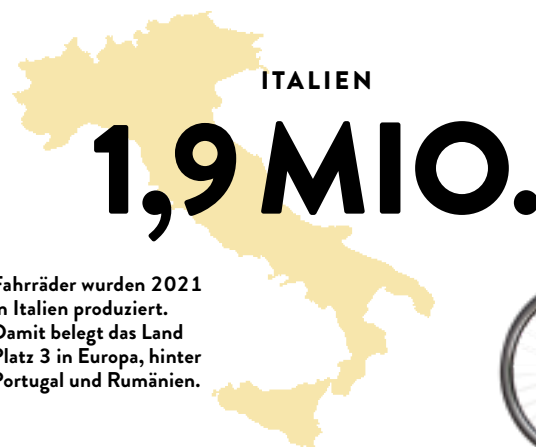 ITALIEN
1,9 MIO.
Fahrräder wurden 2021
in Italien produziert.
Damit belegt das Land
Platz 3 in Europa, hinter
Portugal und Rumänien.